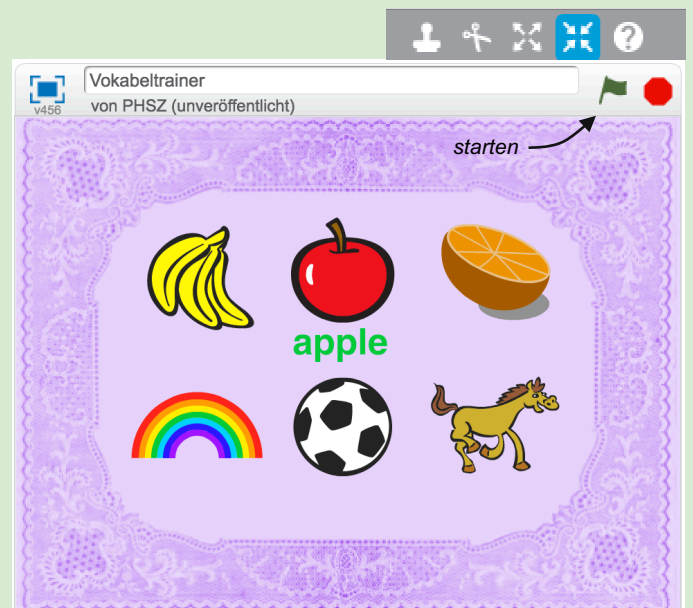 Vokabeltrainer
v456
von PHSZ (unveröffentlicht)
starten
apple